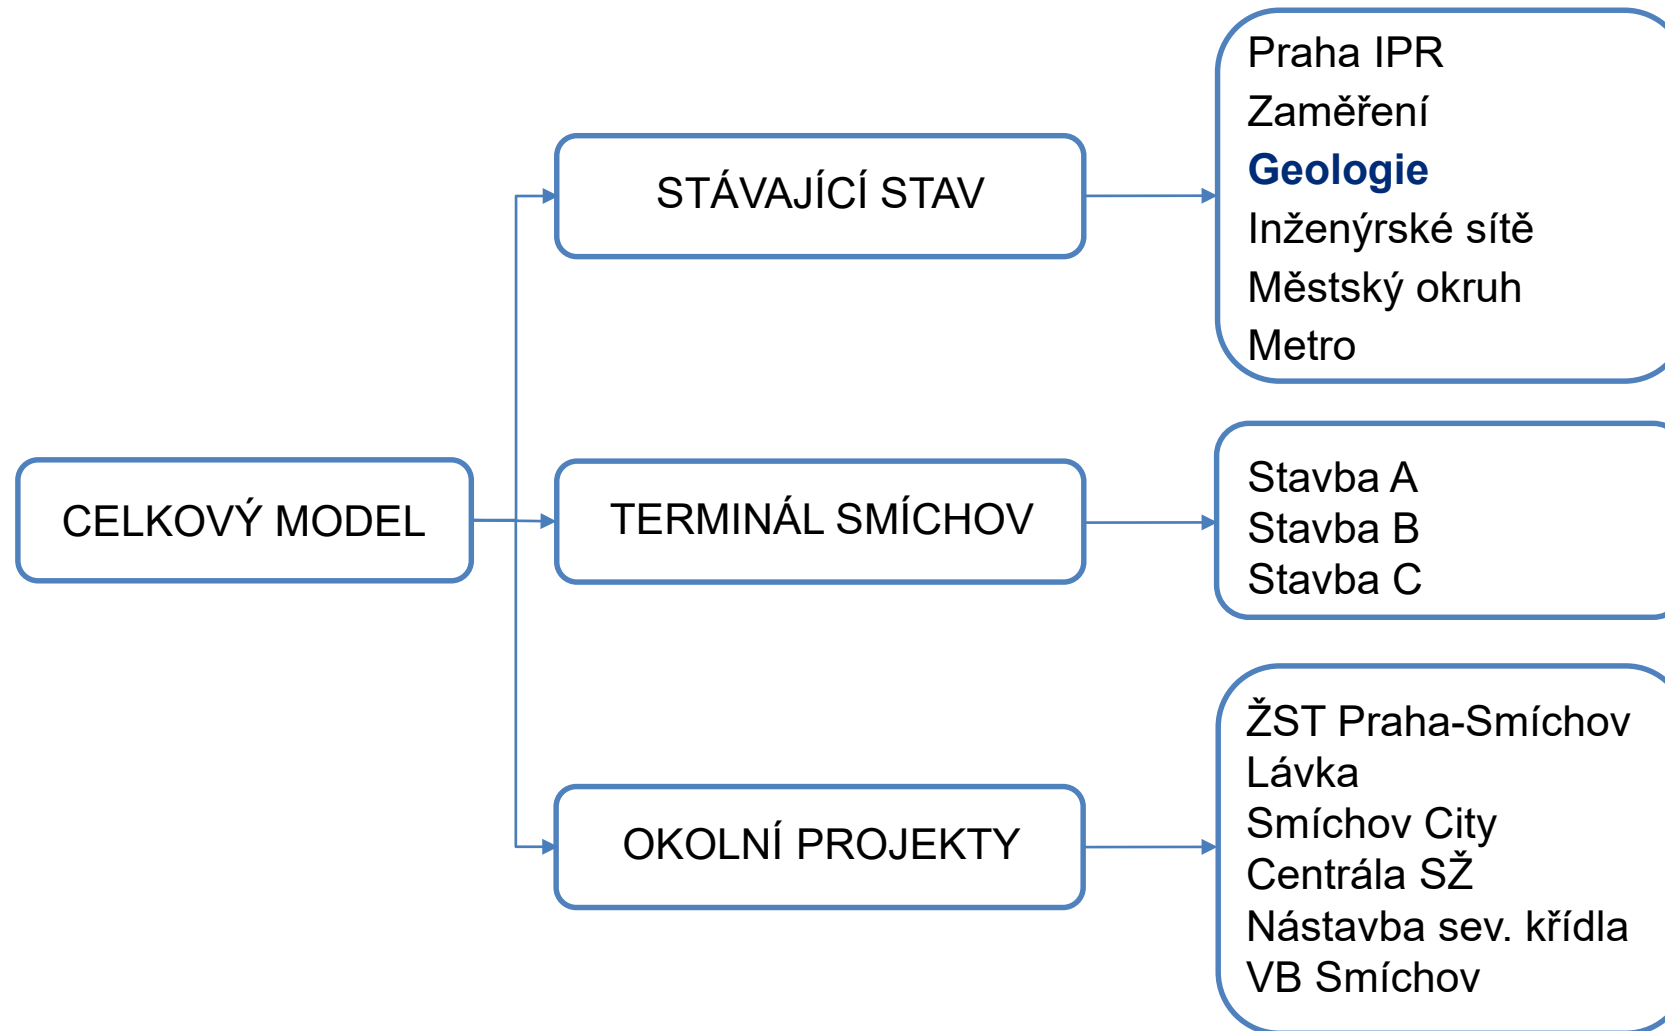 CELKOVÝ MODEL
STÁVAJÍCÍ STAV
Praha IPR
Zaměření
Geologie
Inženýrské sítě
Městský okruh
Metro
TERMINÁL SMÍCHOV
Stavba A
Stavba B
Stavba C
OKOLNÍ PROJEKTY
ŽST Praha-Smíchov
Lávka
Smíchov City
Centrála SŽ
Nástavba sev. křídla
VB Smíchov